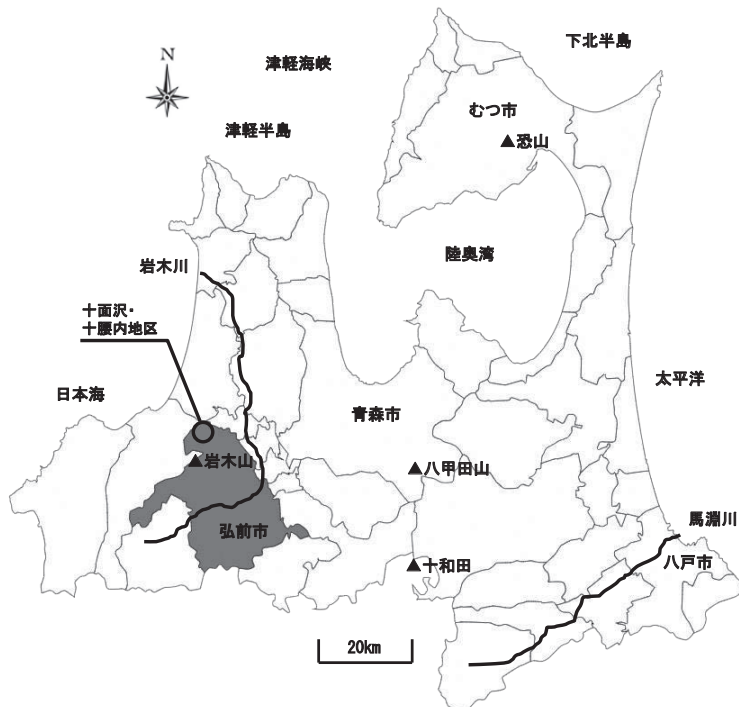 下北半島
津軽海峡
N
むつ市
津軽半島
▲恐山
陸奥湾
岩木川
十面沢・
十腰内地区
太平洋
日本海
青森市
▲岩木山
▲八甲田山
馬淵川
弘前市
八戸市
▲十和田
20km